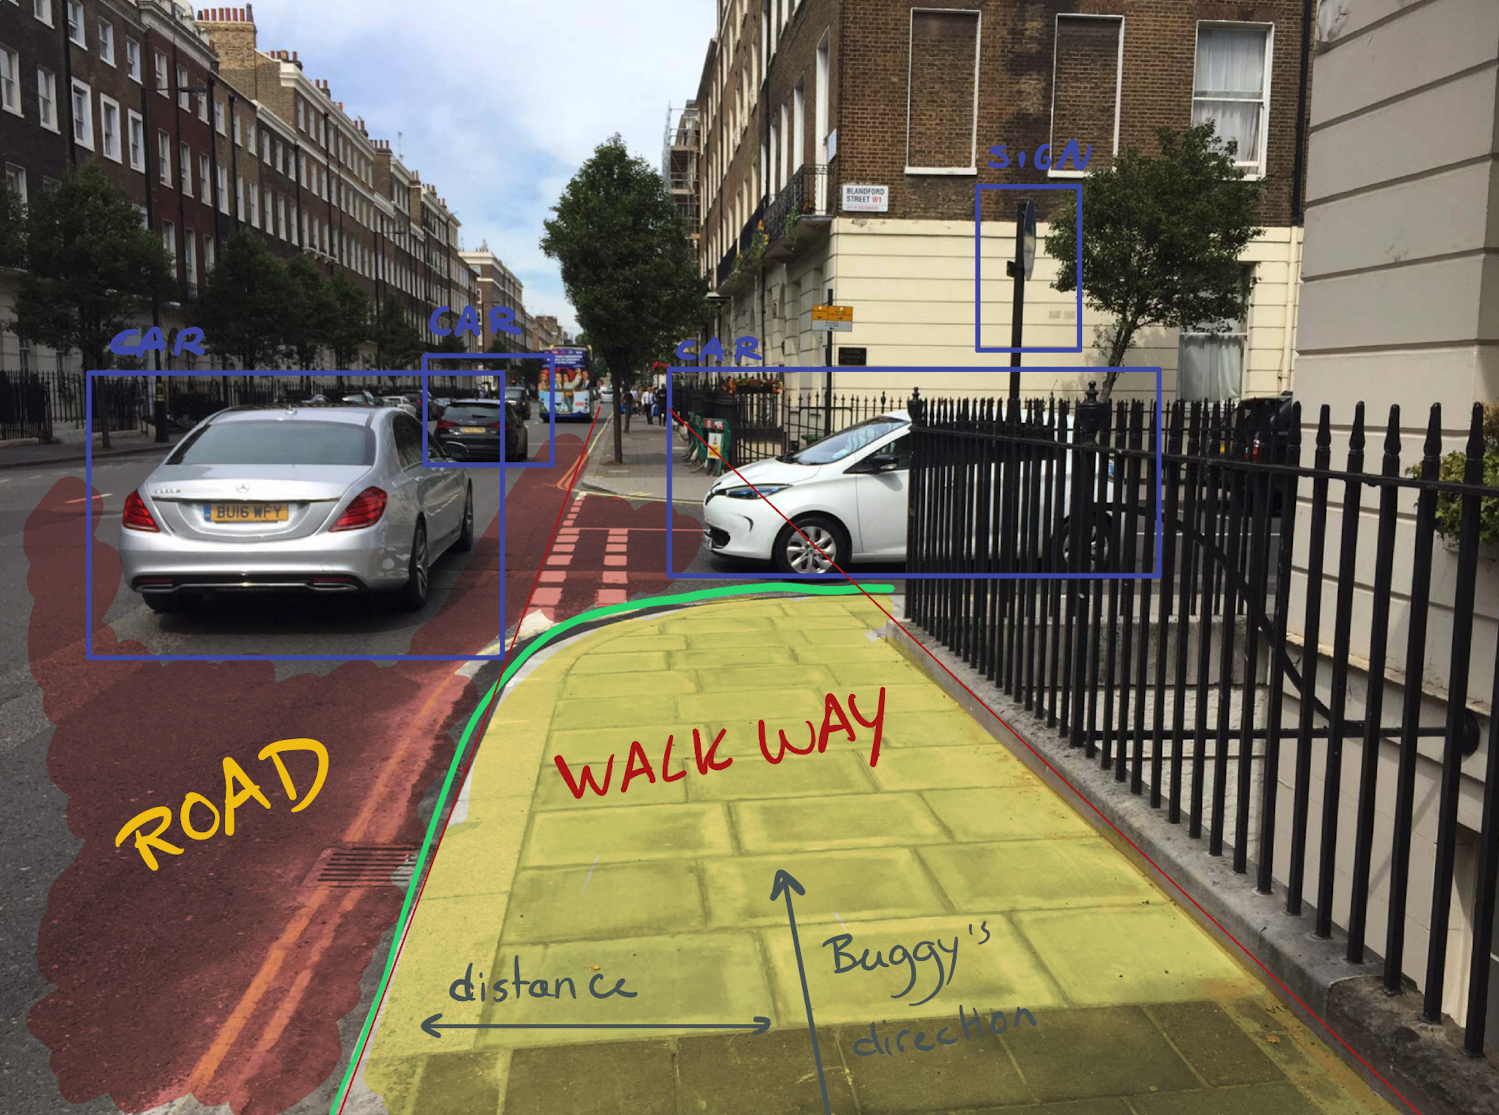 SIGN
BLANDFORD
STREET W1
CAR
CAR
CAR
BU16 WFY
WALK WAY
ROAD
Buggy's
direction
distance